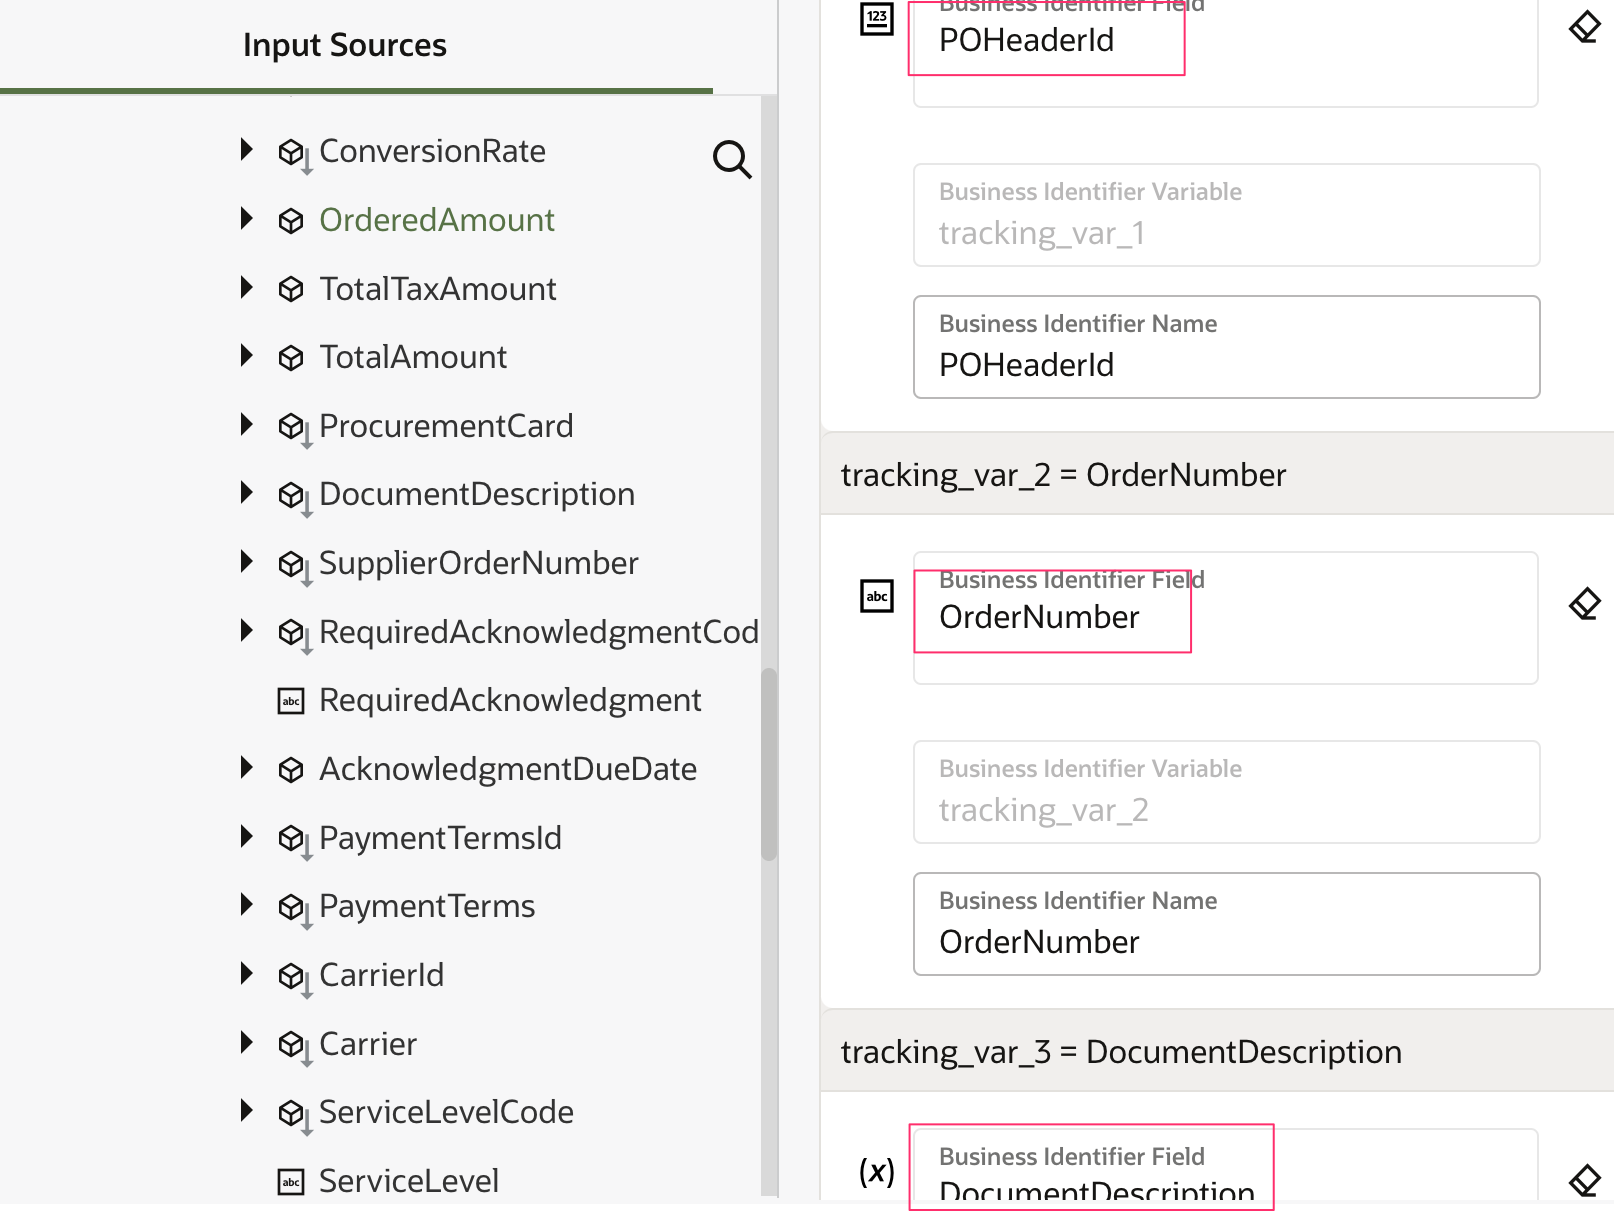 Input Sources
ConversionRate
OrderedAmount
TotalTaxAmount
TotalAmount
ProcurementCard
DocumentDescription
SupplierOrderNumber
RequiredAcknowledgmentCod
abc RequiredAcknowledgment
AcknowledgmentDueDate
PaymentTermsId
PaymentTerms
CarrierId
Carrier
ServiceLevelCode
abc ServiceLevel
Business Identifier Field
123
POHeaderId
Business Identifier Variable
tracking_var_1
Business Identifier Name
POHeaderId
tracking_var_2 = OrderNumber
Business Identifier Field
abc
OrderNumber
Business Identifier Variable
tracking_var_2
Business Identifier Name
OrderNumber
tracking_var_3 = DocumentDescription
Business Identifier Field
(x)
DocumentDescription